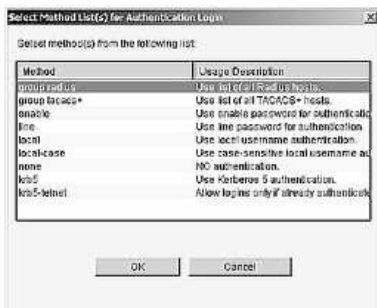 Select Method List(s) for Authentication Login
Select method(s) from the following list:
Method Usage Description
group radius Use list of all Radius hosts.
group tacacs+ Use list of all TACACS+ hosts.
enable Use enable password for authenticatic
line Use line password for authentication
local Use local username authentication.
local-case Use case-sensitive local username au
none NO authentication.
krb5 Use Kerberos 5 authentication.
krb5-telnet Allow logins only if already authenticate
OK Cancel